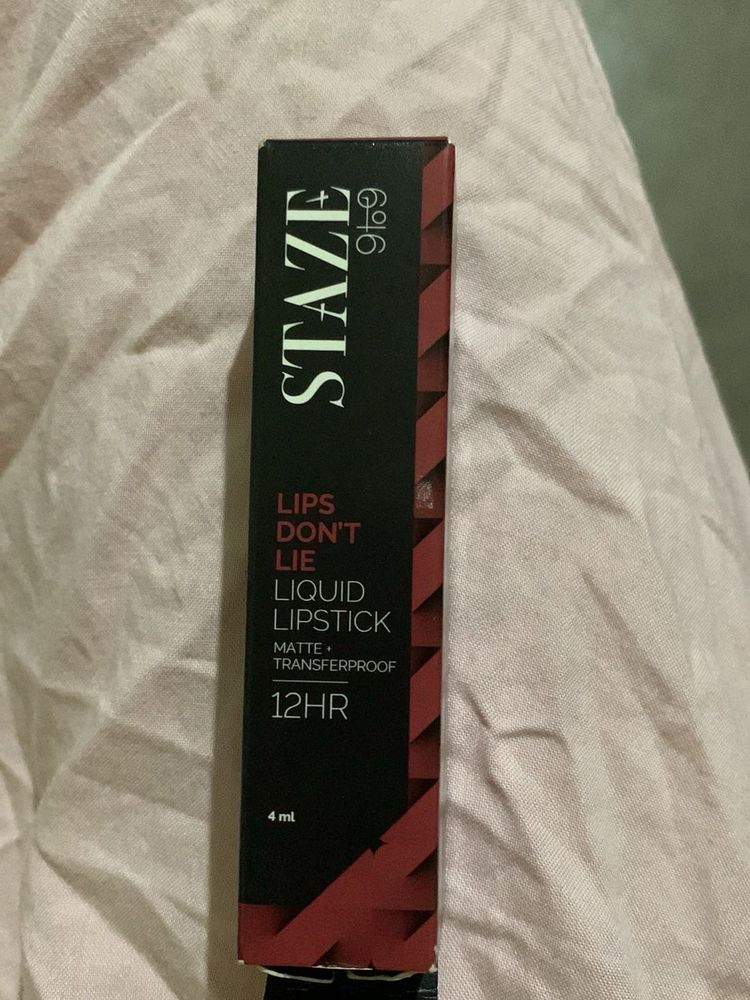 STAZE
9to9
LIPS
DON'T
LIE
LIQUID
LIPSTICK
MATTE +
TRANSFERPROOF
12HR
4 ml